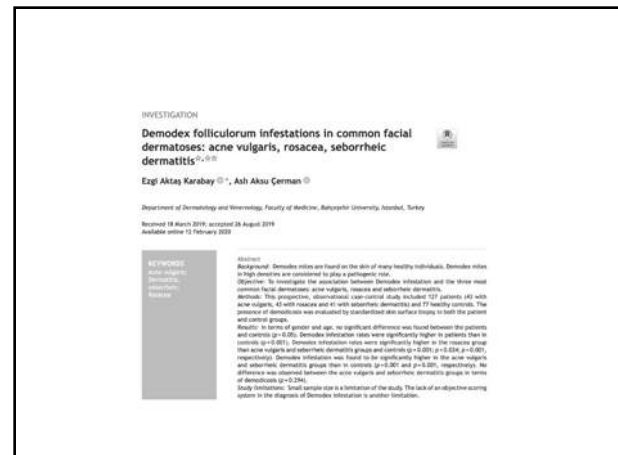 INVESTIGATION
Demodex folliculorum infestations in common facial
dermatoses: acne vulgaris, rosacea, seborrheic
dermatitis☆,☆☆
Ezgi Aktaş Karabay *, Aslı Aksu Çerman
Department of Dermatology and Venereology, Faculty of Medicine, Bahçeşehir University, Istanbul, Turkey
Received 18 March 2019; accepted 26 August 2019
Available online 12 February 2020
KEYWORDS
Acne vulgaris;
Dermatitis,
seborrheic;
Rosacea
Abstract
Background: Demodex mites are found on the skin of many healthy individuals. Demodex mites
in high densities are considered to play a pathogenic role.
Objective: To investigate the association between Demodex infestation and the three most
common facial dermatoses: acne vulgaris, rosacea and seborrheic dermatitis.
Methods: This prospective, observational case-control study included 127 patients (43 with
acne vulgaris, 43 with rosacea and 41 with seborrheic dermatitis) and 77 healthy controls. The
presence of demodicosis was evaluated by standardized skin surface biopsy in both the patient
and control groups.
Results: In terms of gender and age, no significant difference was found between the patients
and controls (p > 0.05). Demodex infestation rates were significantly higher in patients than in
controls (p = 0.001). Demodex infestation rates were significantly higher in the rosacea group
than acne vulgaris and seborrheic dermatitis groups and controls (p = 0.001; p = 0.024; p = 0.001,
respectively). Demodex infestation was found to be significantly higher in the acne vulgaris
and seborrheic dermatitis groups than in controls (p = 0.001 and p = 0.001, respectively). No
difference was observed between the acne vulgaris and seborrheic dermatitis groups in terms
of demodicosis (p = 0.294).
Study limitations: Small sample size is a limitation of the study. The lack of an objective scoring
system in the diagnosis of Demodex infestation is another limitation.